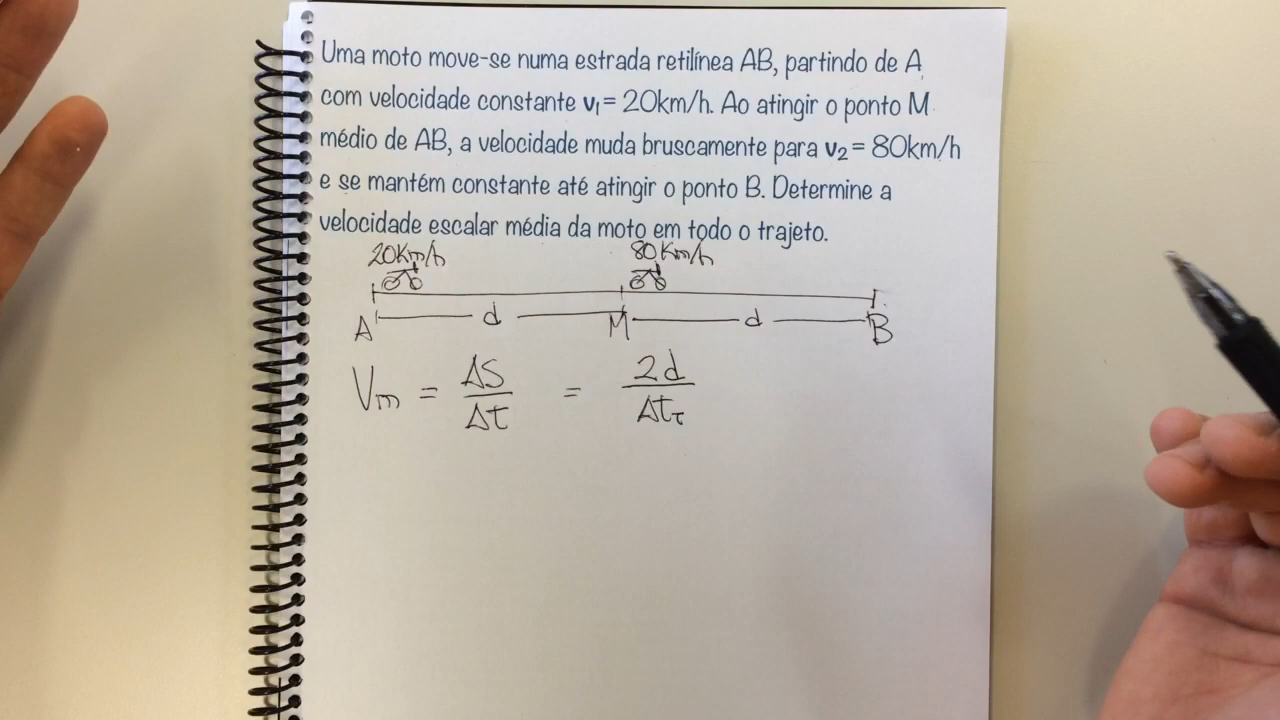 Uma moto move-se numa estrada retilínea AB, partindo de A
com velocidade constante v₁ = 20km/h. Ao atingir o ponto M
médio de AB, a velocidade muda bruscamente para v₂ = 80km/h
e se mantém constante até atingir o ponto B. Determine a
velocidade escalar média da moto em todo o trajeto.
20Km/h 80Km/h
A d M d B
Vm = ΔS/Δt = 2d/Δtτ